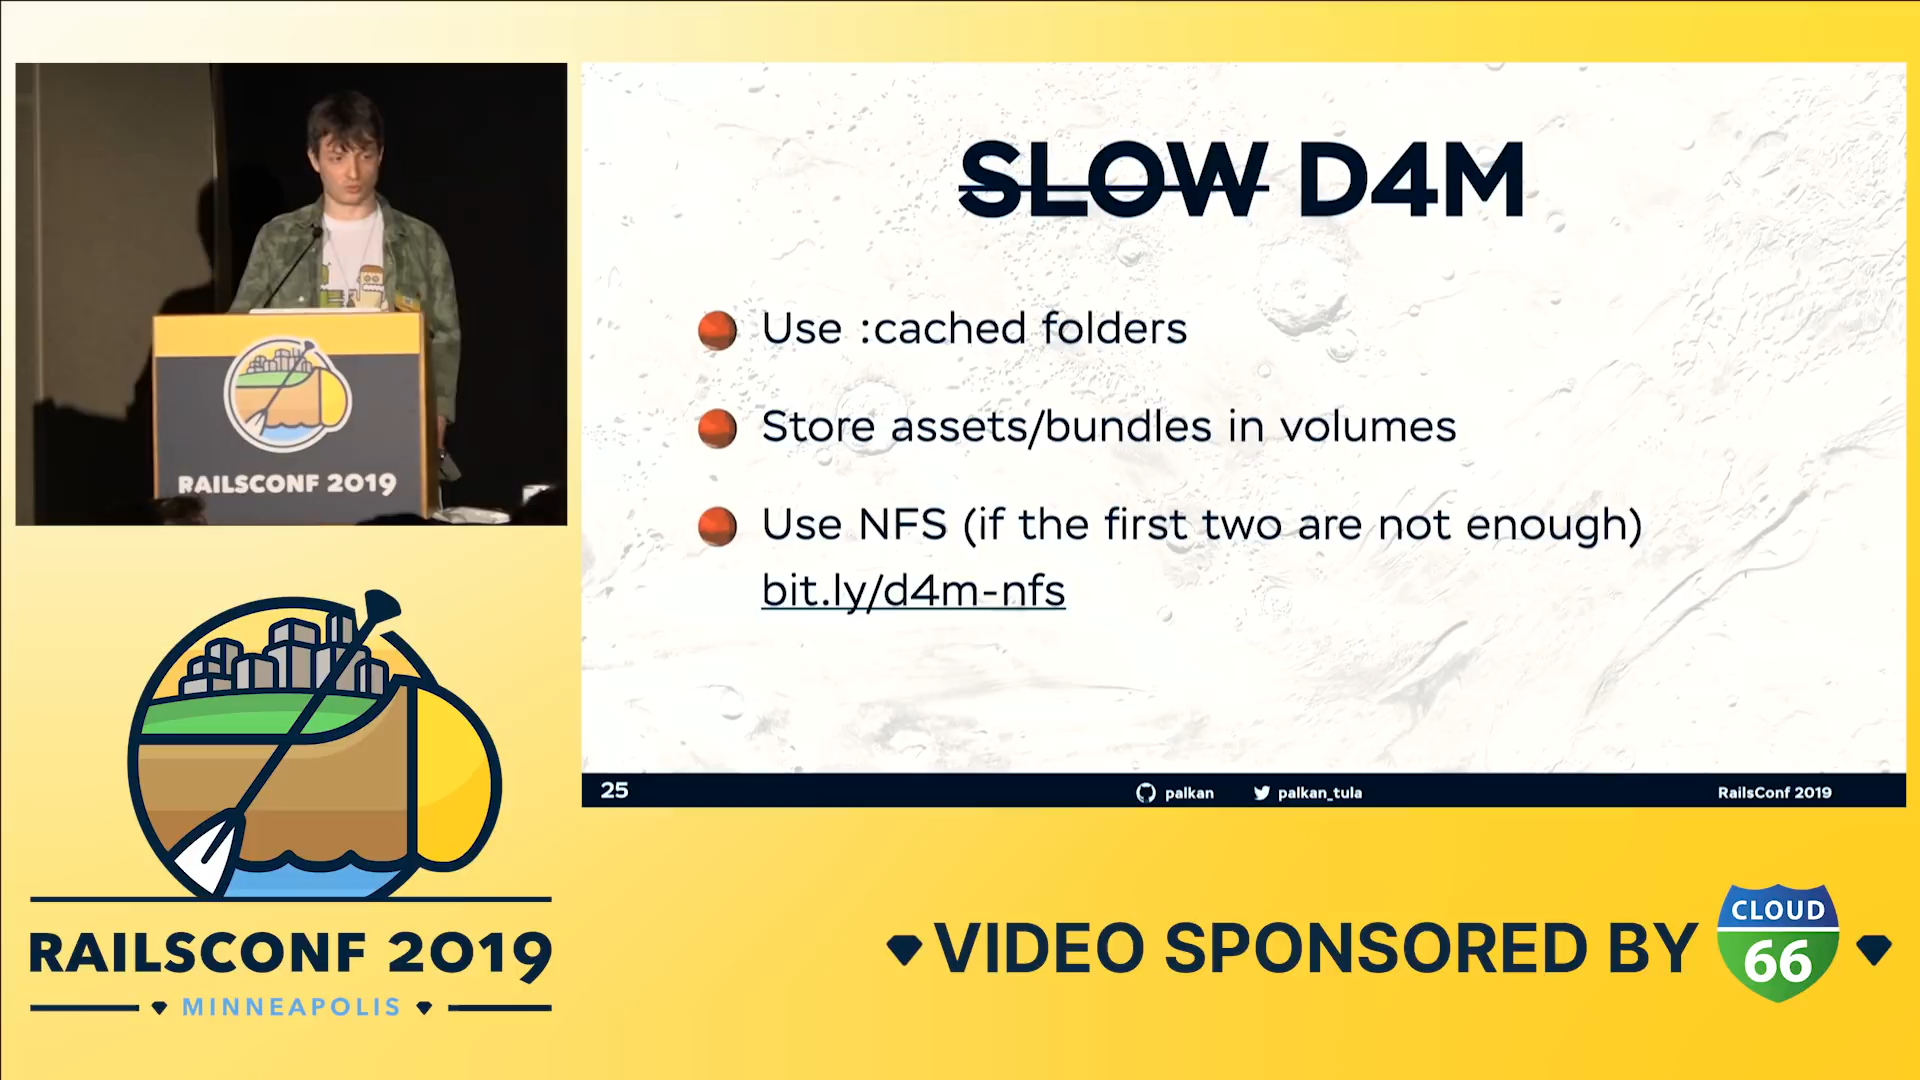 SLOW D4M
Use :cached folders
Store assets/bundles in volumes
Use NFS (if the first two are not enough)
bit.ly/d4m-nfs
25
palkan
palkan_tula
RailsConf 2019
RAILSCONF 2019
RAILSCONF 2019
MINNEAPOLIS
VIDEO SPONSORED BY
CLOUD
66